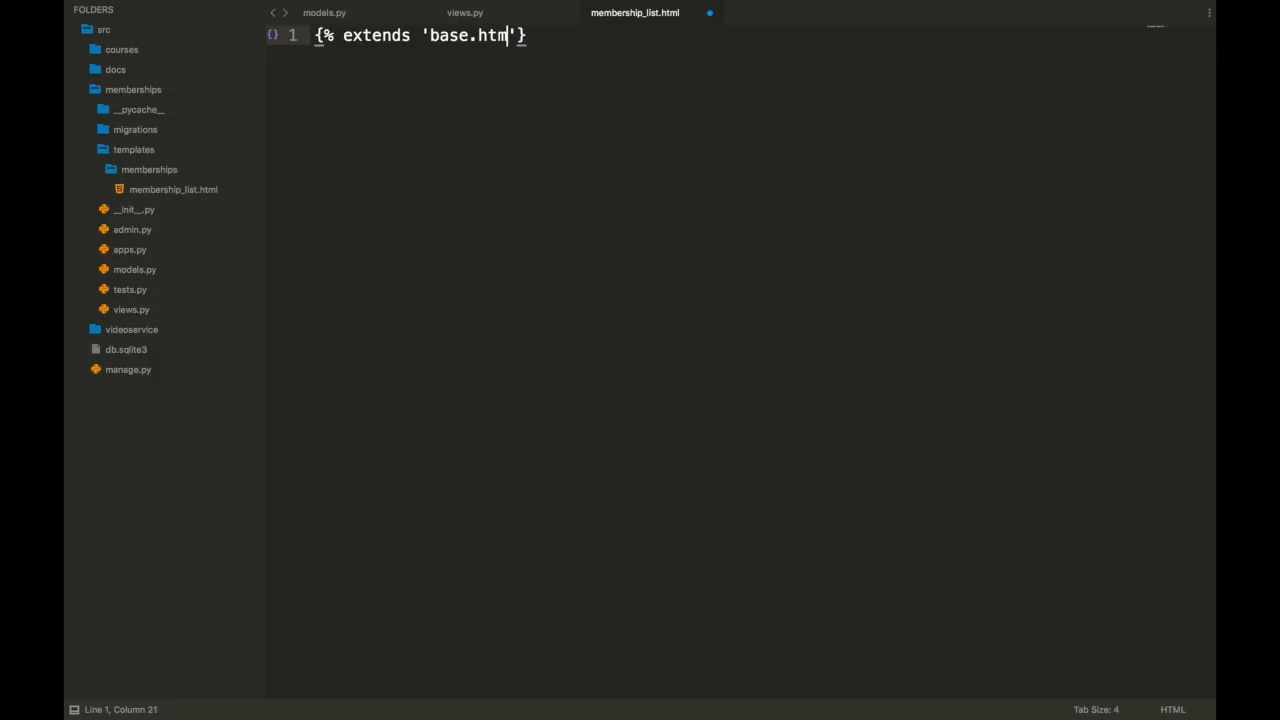 FOLDERS
src
courses
docs
memberships
__pycache__
migrations
templates
memberships
membership_list.html
__init__.py
admin.py
apps.py
models.py
tests.py
views.py
videoservice
db.sqlite3
manage.py
models.py
views.py
membership_list.html
{} 1 {% extends 'base.htm'}
Line 1, Column 21
Tab Size: 4
HTML